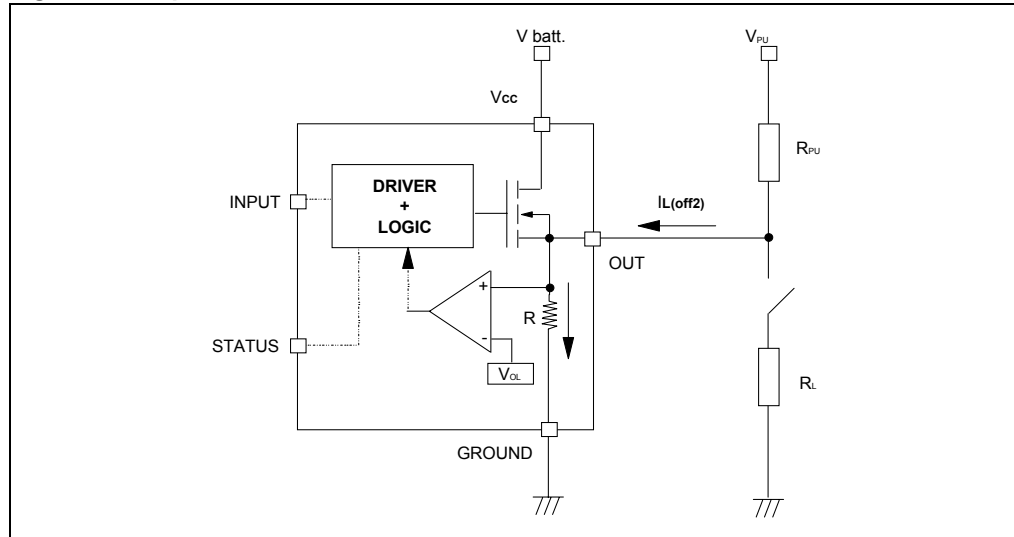 V batt.
VPU
Vcc
RPU
DRIVER
+
LOGIC
INPUT
IL(off2)
OUT
+
R
-
STATUS
VOL
RL
GROUND